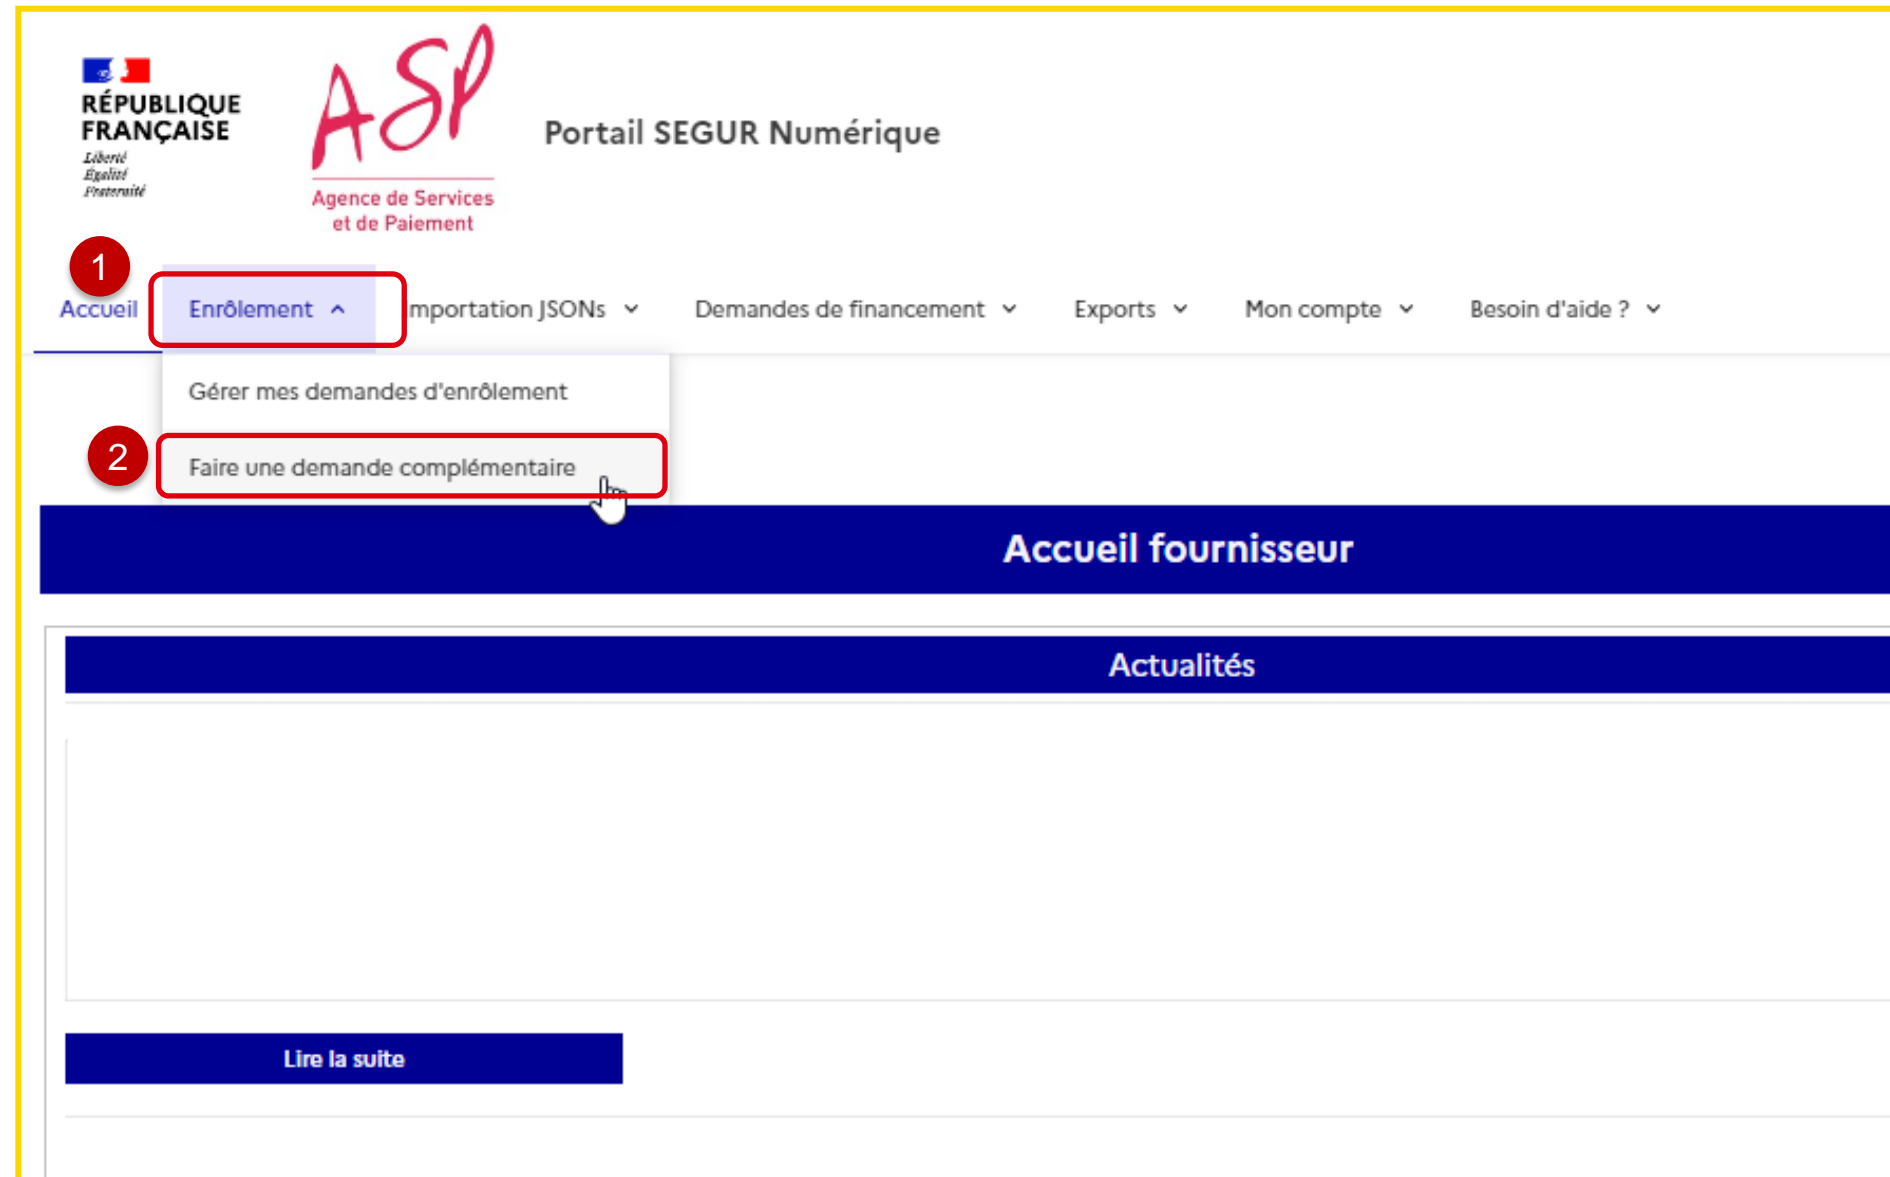 RÉPUBLIQUE
FRANÇAISE
Liberté
Égalité
Fraternité
ASP
Agence de Services
et de Paiement
Portail SEGUR Numérique
1
Accueil
Enrôlement
mportation JSONs
Demandes de financement
Exports
Mon compte
Besoin d'aide ?
Gérer mes demandes d'enrôlement
2
Faire une demande complémentaire
Accueil fournisseur
Actualités
Lire la suite